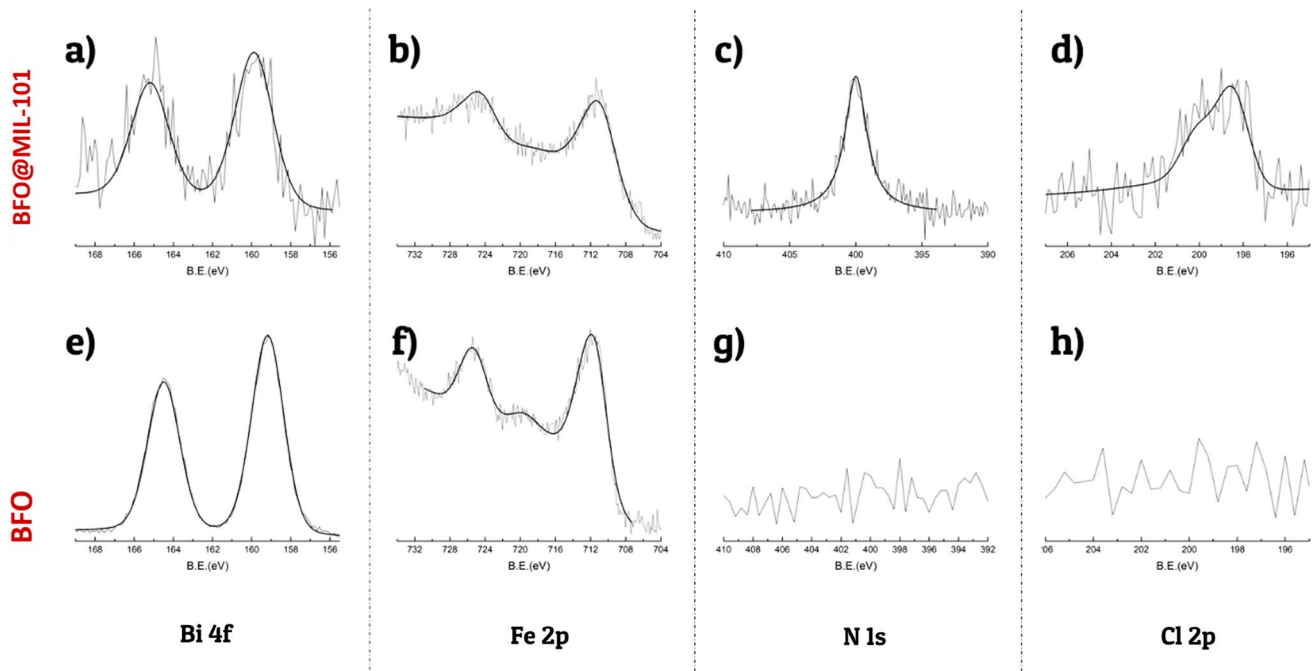 BFO@MIL-101
a)
168 166 164 162 160 158 156
B.E.(eV)
b)
732 728 724 720 716 712 708 704
B.E.(eV)
c)
410 405 400 395 390
B.E.(eV)
d)
206 204 202 200 198 196
B.E.(eV)
BFO
e)
168 166 164 162 160 158 156
B.E.(eV)
f)
732 728 724 720 716 712 708 704
B.E.(eV)
g)
410 408 406 404 402 401 400 398 396 394 392
B.E.(eV)
h)
06 204 202 200 198 196
B.E.(eV)
Bi 4f
Fe 2p
N 1s
Cl 2p